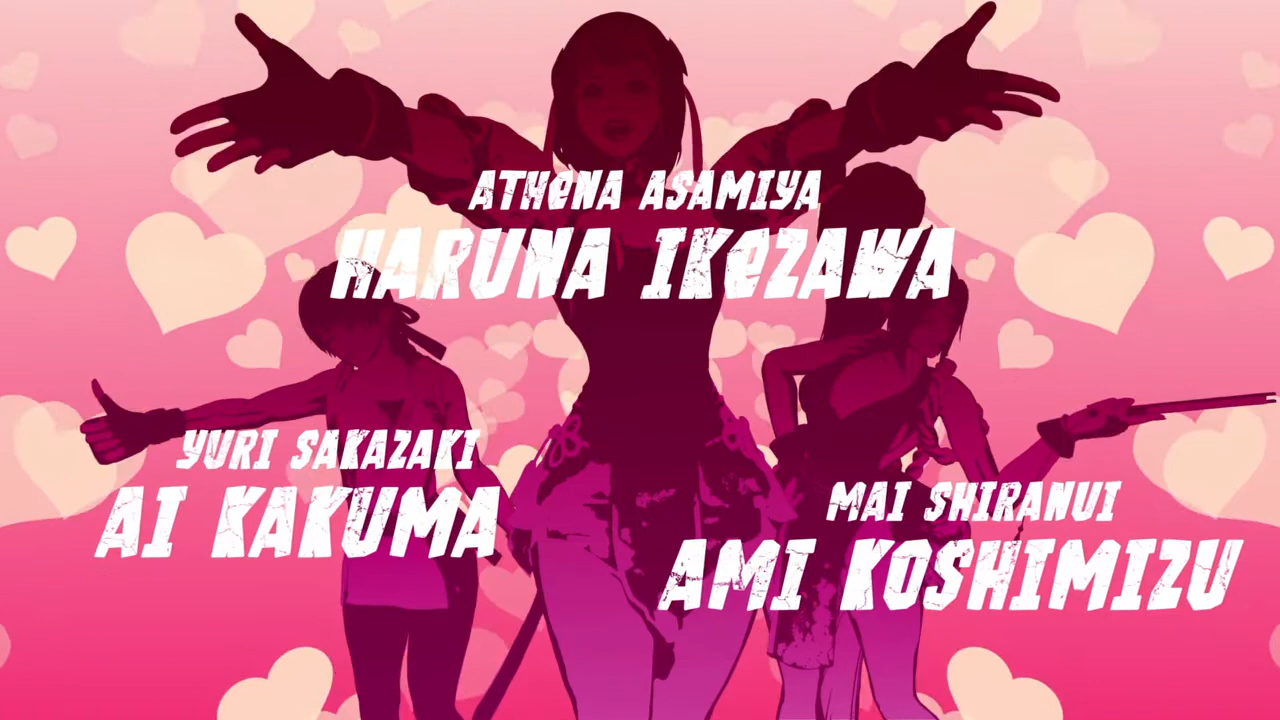 ATHENA ASAMIYA
HARUNA IKEZAWA
YURI SAKAZAKI
AI KAKUMA
MAI SHIRANUI
AMI KOSHIMIZU